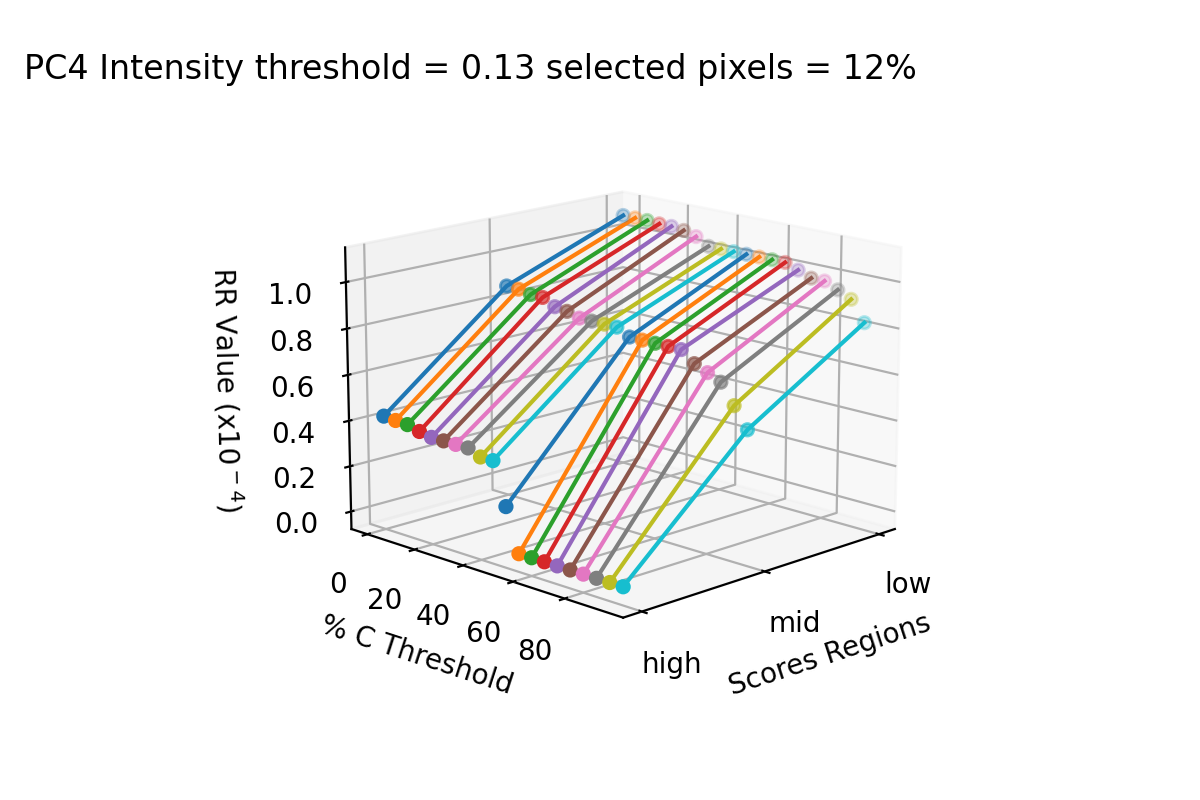 PC4 Intensity threshold = 0.13 selected pixels = 12%
RR Value (x10⁻⁴)
1.0
0.8
0.6
0.4
0.2
0.0
0
20
40
60
80
% C Threshold
high
mid
low
Scores Regions